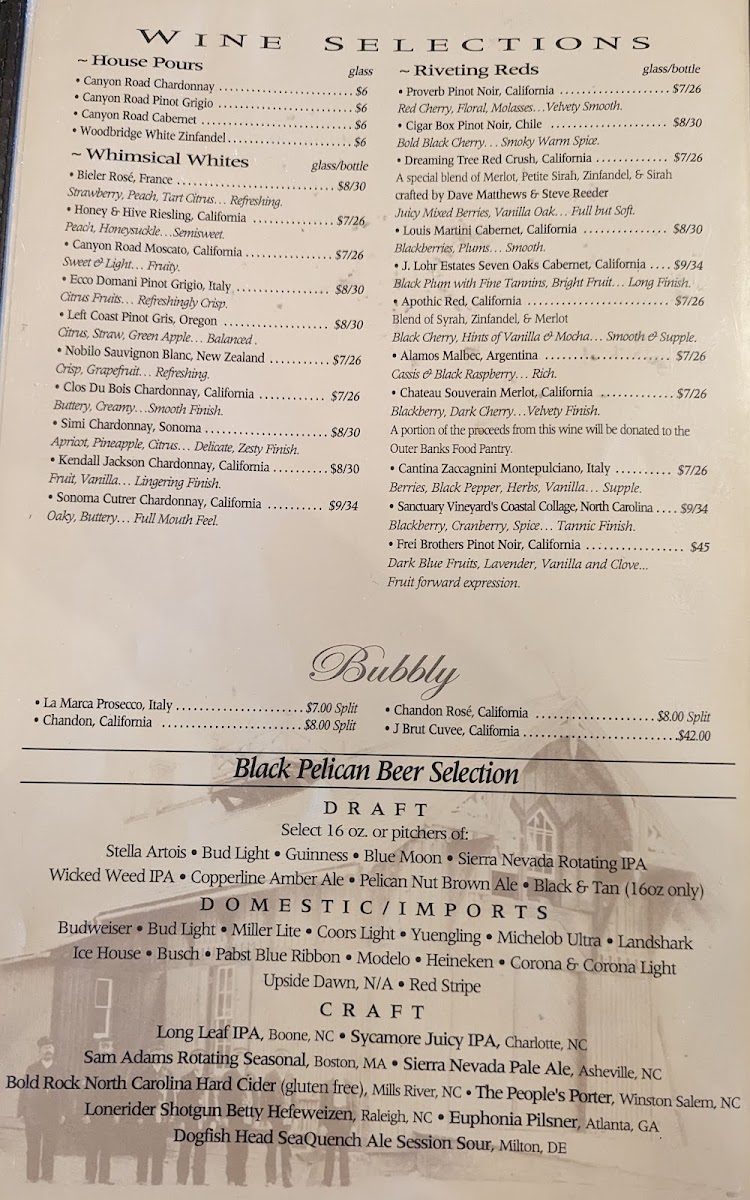 WINE SELECTIONS
~ House Pours glass
• Canyon Road Chardonnay ........................ $6
• Canyon Road Pinot Grigio ........................ $6
• Canyon Road Cabernet ........................ $6
• Woodbridge White Zinfandel........................ $6
~ Whimsical Whites glass/bottle
• Bieler Rosé, France ........................ $8/30
Strawberry, Peach, Tart Citrus... Refreshing.
• Honey & Hive Riesling, California .............. $7/26
Peach, Honeysuckle...Semisweet.
• Canyon Road Moscato, California ............... $7/26
Sweet & Light... Fruity.
• Ecco Domani Pinot Grigio, Italy ................ $8/30
Citrus Fruits... Refreshingly Crisp.
• Left Coast Pinot Gris, Oregon .................. $8/30
Citrus, Straw, Green Apple... Balanced .
• Nobilo Sauvignon Blanc, New Zealand ........... $7/26
Crisp, Grapefruit... Refreshing.
• Clos Du Bois Chardonnay, California ............ $7/26
Buttery, Creamy...Smooth Finish.
• Simi Chardonnay, Sonoma ..................... $8/30
Apricot, Pineapple, Citrus... Delicate, Zesty Finish.
• Kendall Jackson Chardonnay, California .......... $8/30
Fruit, Vanilla... Lingering Finish.
• Sonoma Cutrer Chardonnay, California .......... $9/34
Oaky, Buttery... Full Mouth Feel.
~ Riveting Reds glass/bottle
• Proverb Pinot Noir, California .................... $7/26
Red Cherry, Floral, Molasses...Velvety Smooth.
• Cigar Box Pinot Noir, Chile ..................... $8/30
Bold Black Cherry... Smoky Warm Spice.
• Dreaming Tree Red Crush, California .............. $7/26
A special blend of Merlot, Petite Sirah, Zinfandel, & Sirah
crafted by Dave Matthews & Steve Reeder
Juicy Mixed Berries, Vanilla Oak... Full but Soft.
• Louis Martini Cabernet, California ............... $8/30
Blackberries, Plums... Smooth.
• J. Lohr Estates Seven Oaks Cabernet, California .... $9/34
Black Plum with Fine Tannins, Bright Fruit... Long Finish.
• Apothic Red, California ......................... $7/26
Blend of Syrah, Zinfandel, & Merlot
Black Cherry, Hints of Vanilla & Mocha... Smooth & Supple.
• Alamos Malbec, Argentina ...................... $7/26
Cassis & Black Raspberry... Rich.
• Chateau Souverain Merlot, California ............. $7/26
Blackberry, Dark Cherry...Velvety Finish.
A portion of the proceeds from this wine will be donated to the
Outer Banks Food Pantry.
• Cantina Zaccagnini Montepulciano, Italy .......... $7/26
Berries, Black Pepper, Herbs, Vanilla... Supple.
• Sanctuary Vineyard's Coastal Collage, North Carolina .... $9/34
Blackberry, Cranberry, Spice... Tannic Finish.
• Frei Brothers Pinot Noir, California ................. $45
Dark Blue Fruits, Lavender, Vanilla and Clove...
Fruit forward expression.
Bubbly
• La Marca Prosecco, Italy ...................... $7.00 Split
• Chandon, California ........................ $8.00 Split
• Chandon Rosé, California .................... $8.00 Split
• J Brut Cuvee, California .......................... $42.00
Black Pelican Beer Selection
DRAFT
Select 16 oz. or pitchers of:
Stella Artois • Bud Light • Guinness • Blue Moon • Sierra Nevada Rotating IPA
Wicked Weed IPA • Copperline Amber Ale • Pelican Nut Brown Ale • Black & Tan (16oz only)
DOMESTIC/IMPORTS
Budweiser • Bud Light • Miller Lite • Coors Light • Yuengling • Michelob Ultra • Landshark
Ice House • Busch • Pabst Blue Ribbon • Modelo • Heineken • Corona & Corona Light
Upside Dawn, N/A • Red Stripe
CRAFT
Long Leaf IPA, Boone, NC • Sycamore Juicy IPA, Charlotte, NC
Sam Adams Rotating Seasonal, Boston, MA • Sierra Nevada Pale Ale, Asheville, NC
Bold Rock North Carolina Hard Cider (gluten free), Mills River, NC • The People's Porter, Winston Salem, NC
Lonerider Shotgun Betty Hefeweizen, Raleigh, NC • Euphonia Pilsner, Atlanta, GA
Dogfish Head SeaQuench Ale Session Sour, Milton, DE